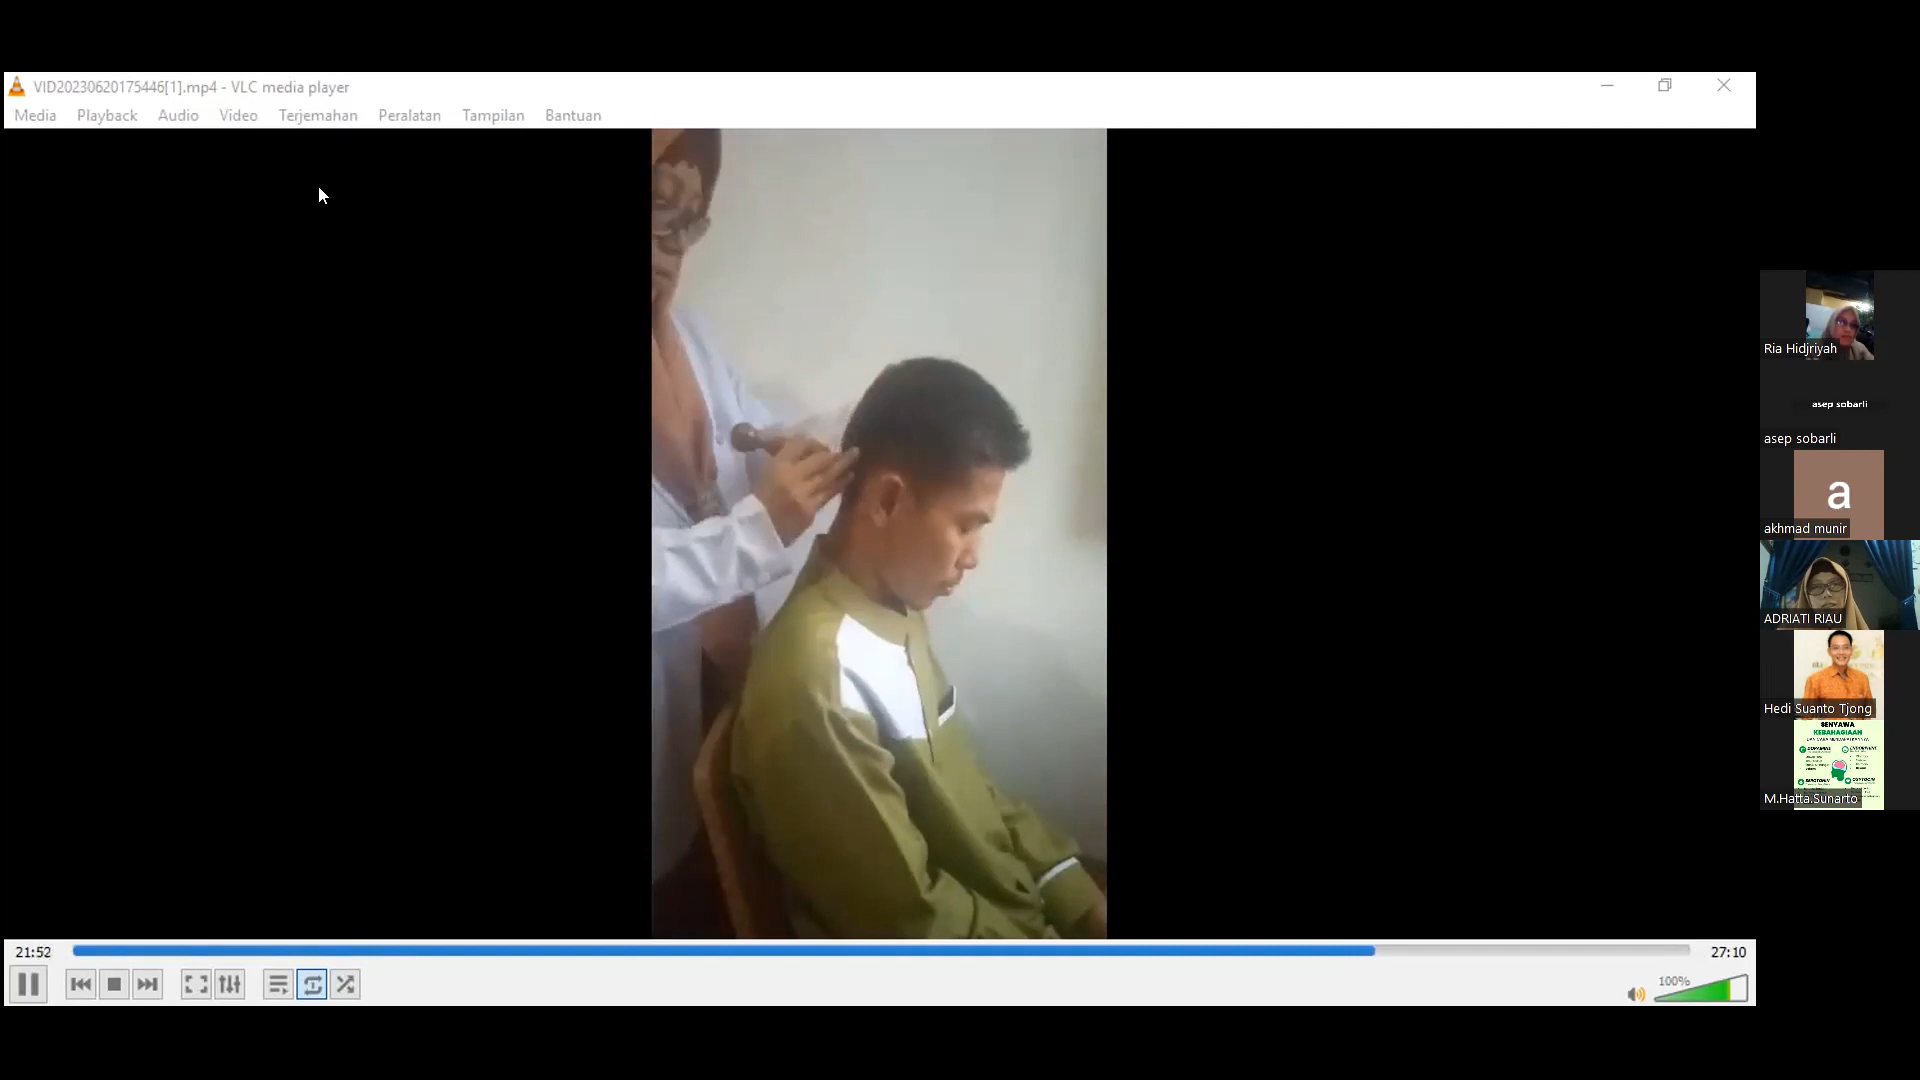 VID20230620175446[1].mp4 - VLC media player
Media Playback Audio Video Terjemahan Peralatan Tampilan Bantuan
21:52
27:10
100%
Ria Hidjriyah
asep sobarli
asep sobarli
a
akhmad munir
ADRIATI RIAU
Hedi Suanto Tjong
SENYAWA
KEBAHAGIAAN
M.Hatta.Sunarto